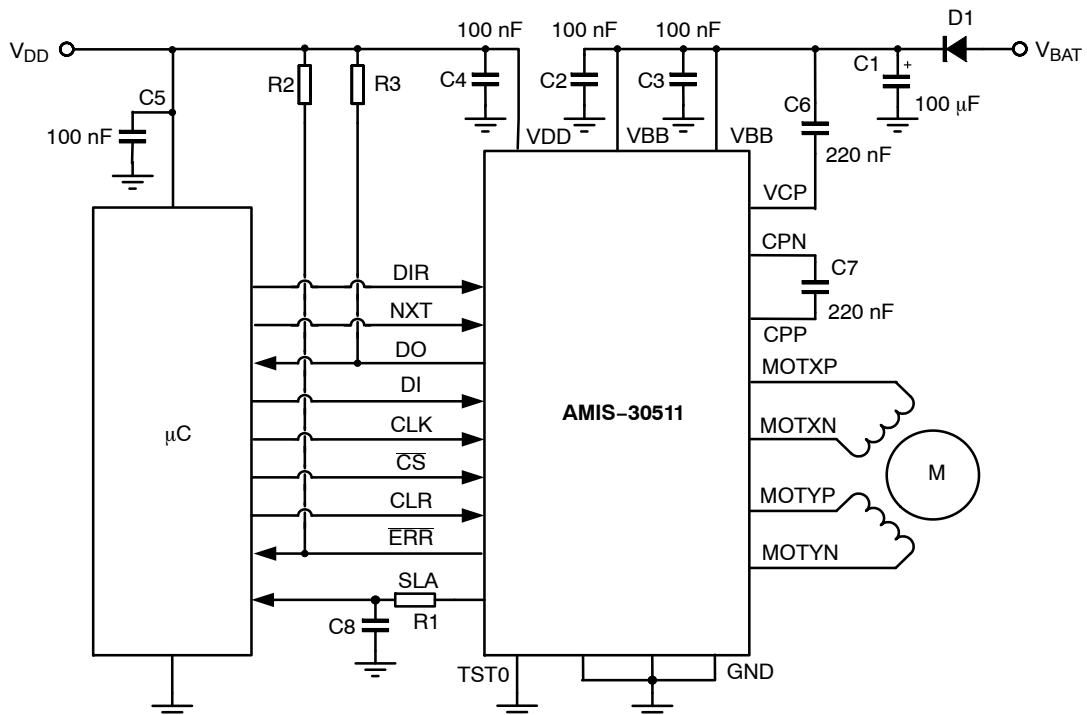 100 nF
100 nF
100 nF
D1
VDD
VBAT
R2
R3
C4
C2
C3
C1
+
100 μF
C5
C6
100 nF
VDD
VBB
VBB
220 nF
VCP
CPN
C7
220 nF
CPP
DIR
NXT
DO
DI
CLK
C̅S̅
CLR
E̅R̅R̅
SLA
R1
C8
μC
AMIS−30511
MOTXP
MOTXN
M
MOTYP
MOTYN
TST0
GND